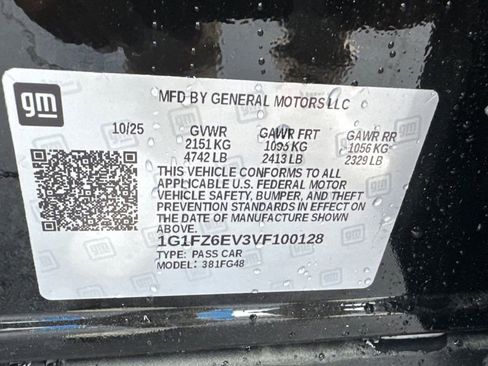 gm
MFD BY GENERAL MOTORS LLC
10/25 GVWR GAWR FRT GAWR RR
2151 KG 1095 KG 1056 KG
4742 LB 2413 LB 2329 LB
THIS VEHICLE CONFORMS TO ALL
APPLICABLE U.S. FEDERAL MOTOR
VEHICLE SAFETY, BUMPER, AND THEFT
PREVENTION STANDARDS IN EFFECT ON
THE DATE OF MANUFACTURE SHOWN
ABOVE.
1G1FZ6EV3VF100128
TYPE: PASS CAR
MODEL: 381FG48